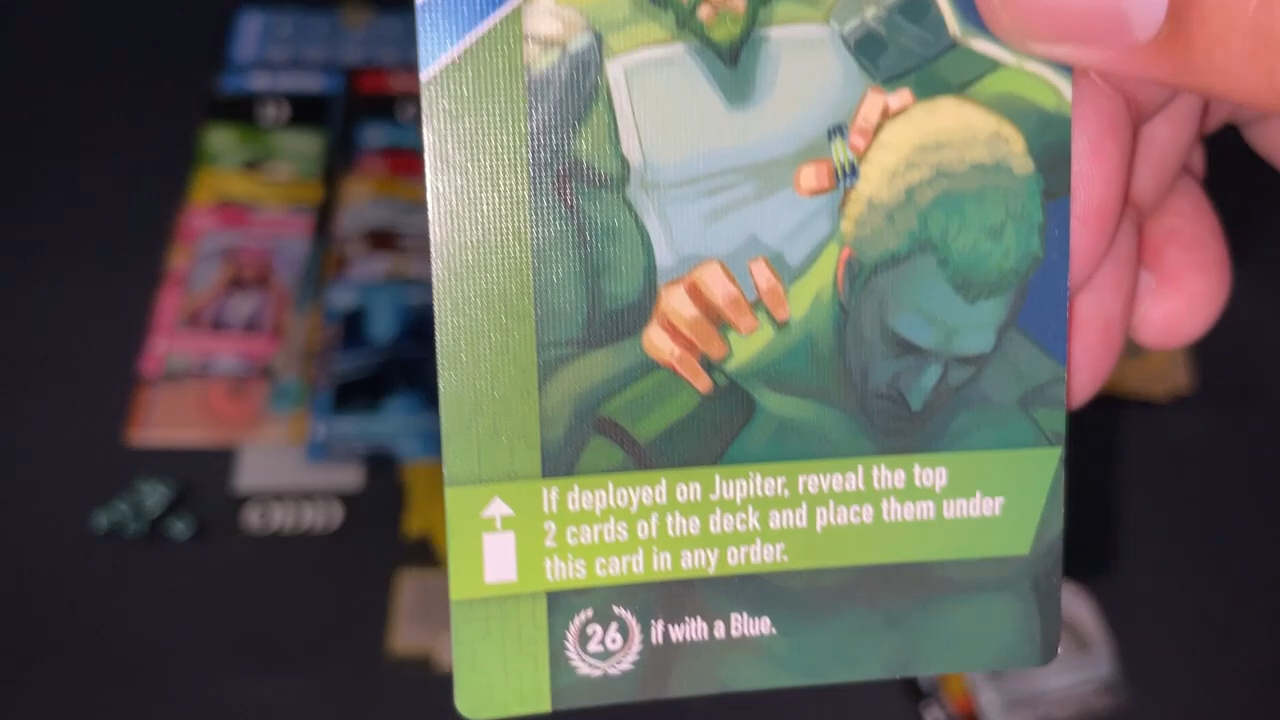 If deployed on Jupiter, reveal the top
2 cards of the deck and place them under
this card in any order.
26 if with a Blue.